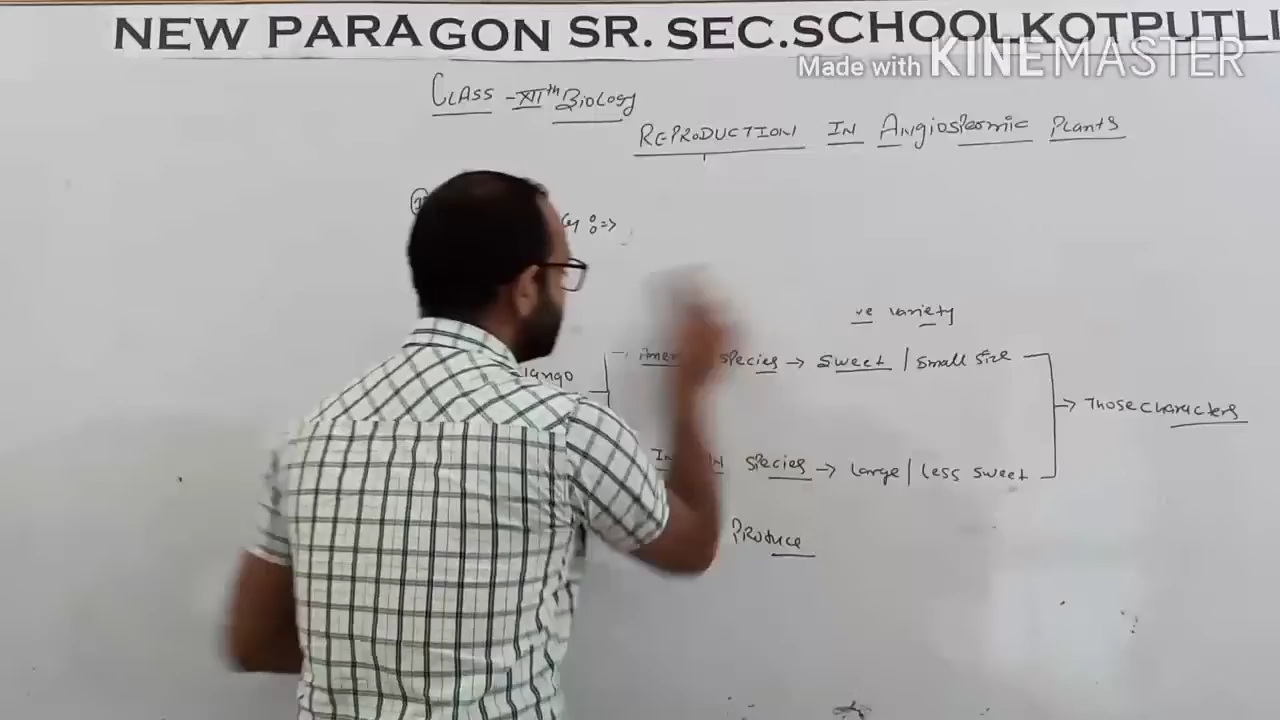 NEW PARAGON SR. SEC. SCHOOL KOTPUTLI
Made with KINEMASTER
CLASS - XIIth Biology
REPRODUCTION IN Angiospermic Plants
:=>
ve variety
species → sweet / small size
Mango
→ Those characters
species → large / less sweet
Produce